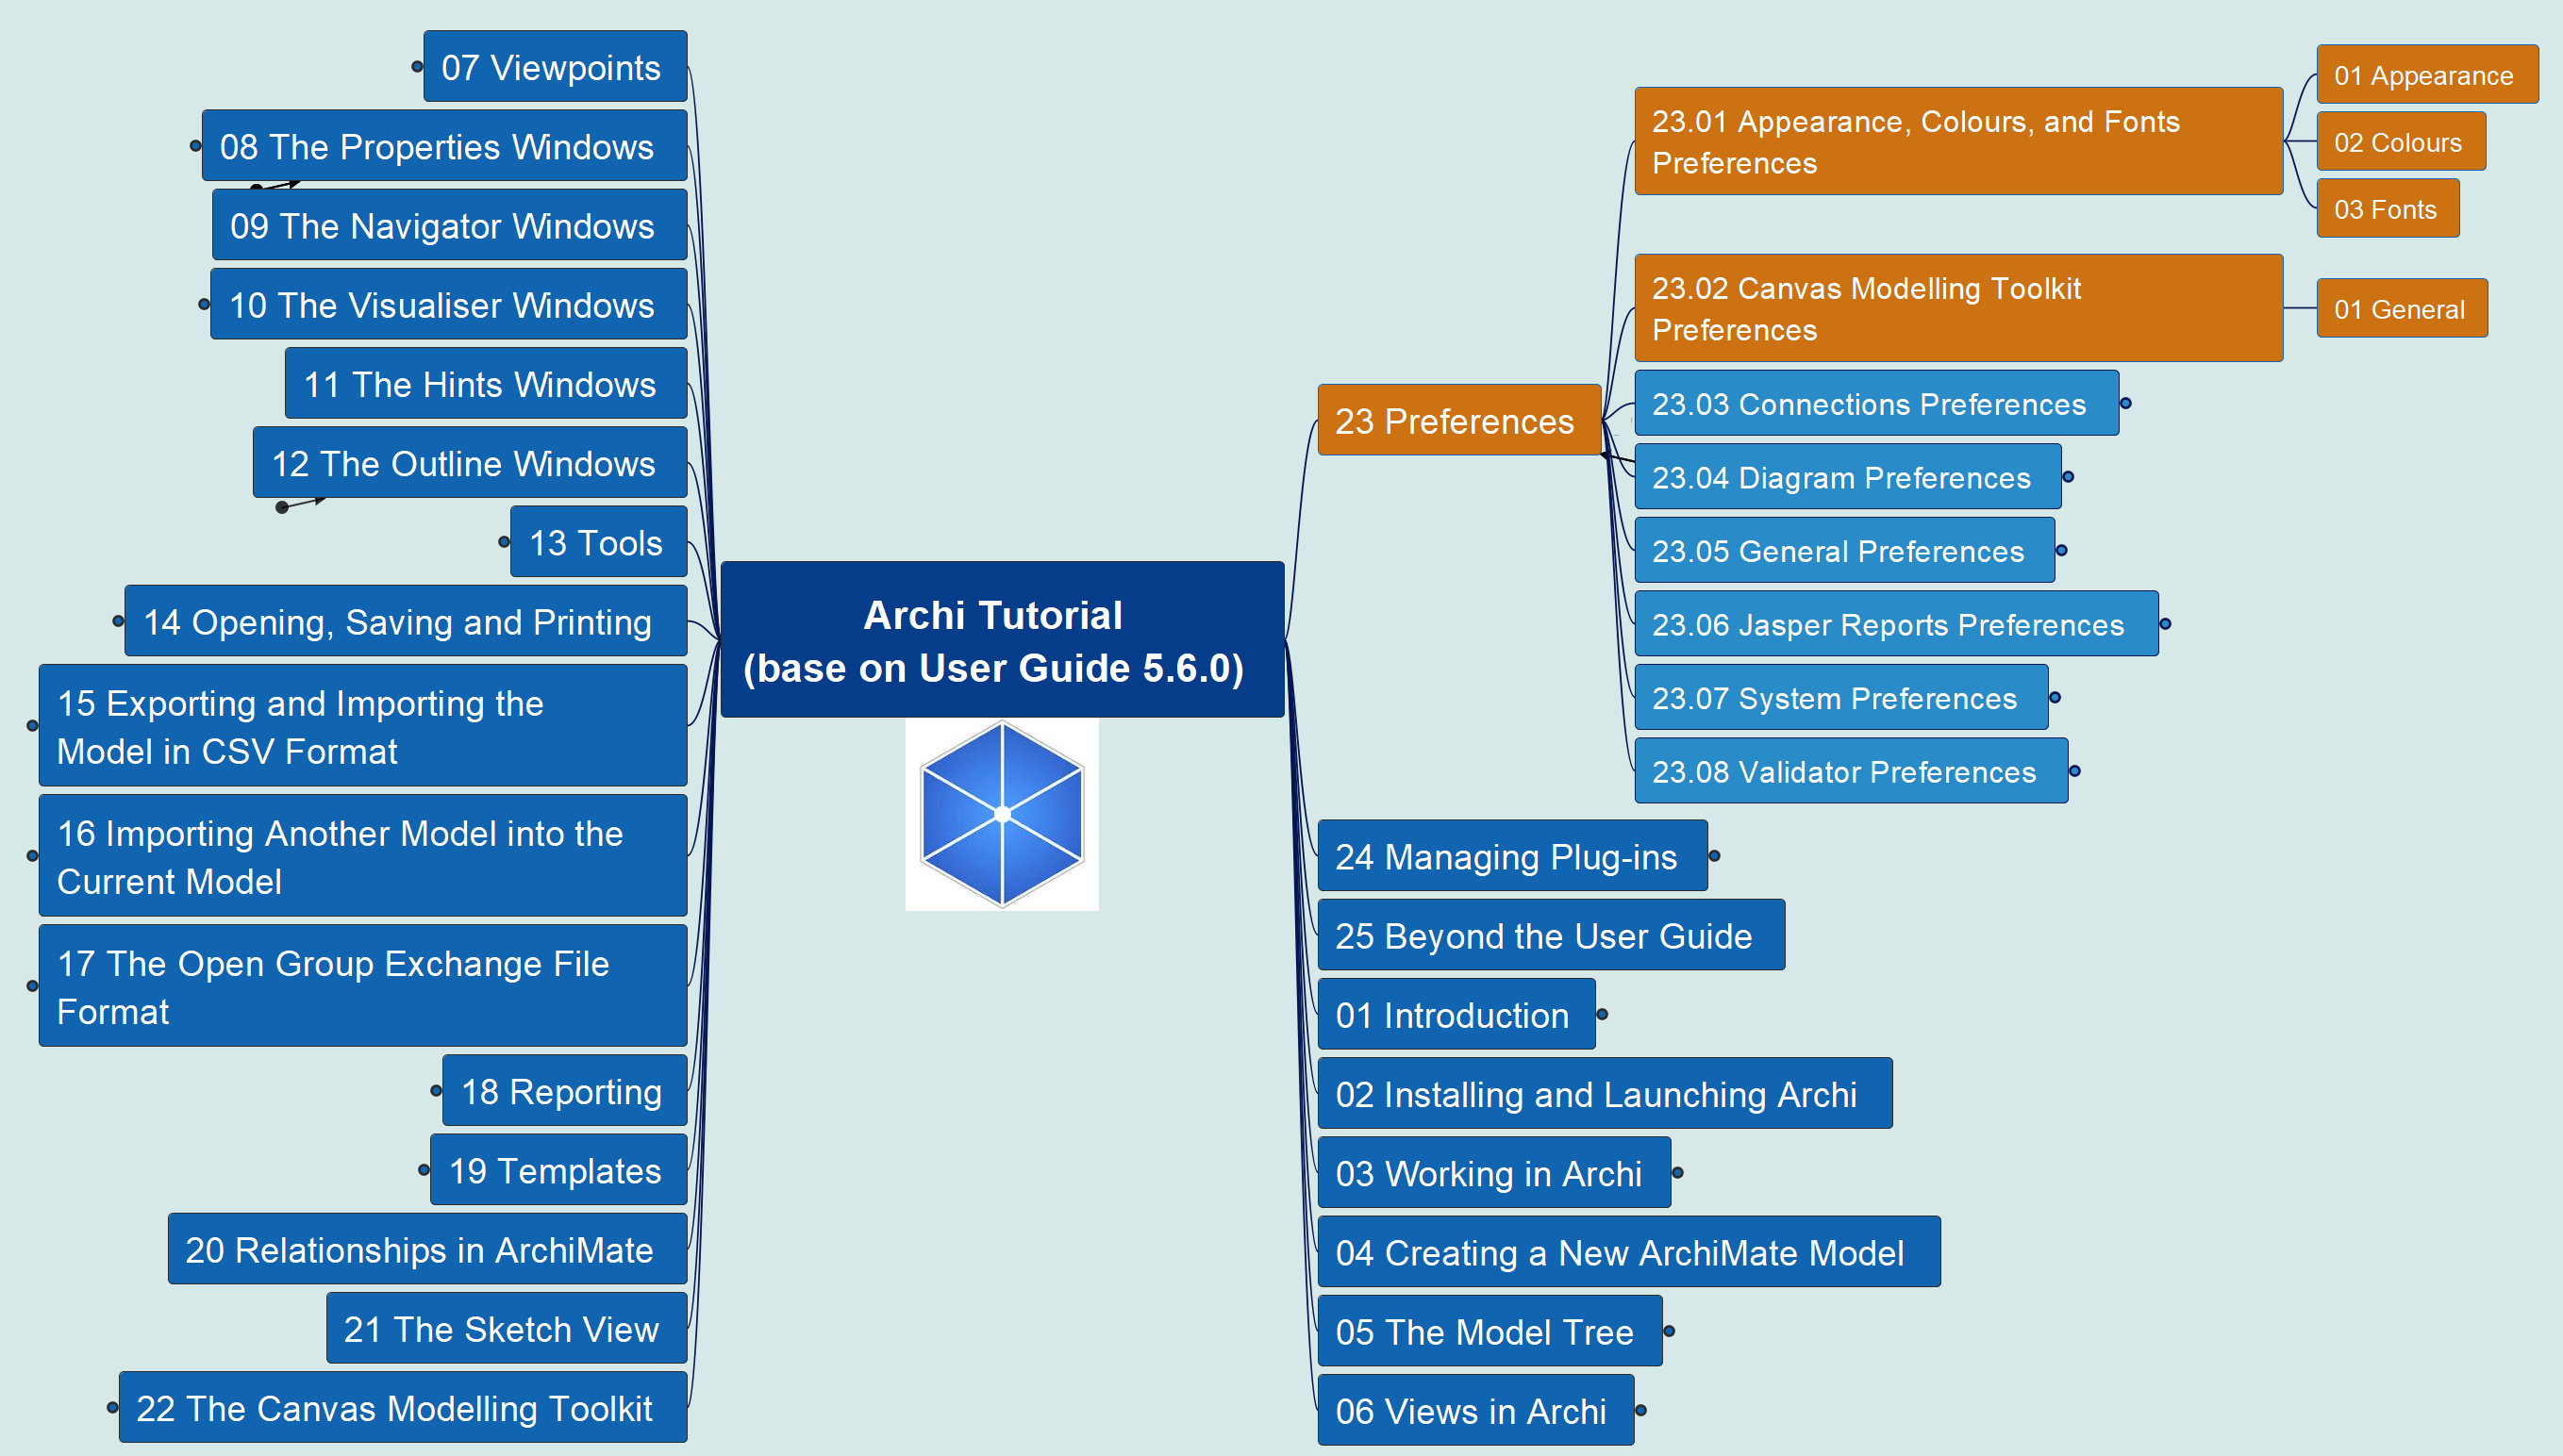 07 Viewpoints
08 The Properties Windows
09 The Navigator Windows
10 The Visualiser Windows
11 The Hints Windows
12 The Outline Windows
13 Tools
14 Opening, Saving and Printing
15 Exporting and Importing the
Model in CSV Format
16 Importing Another Model into the
Current Model
17 The Open Group Exchange File
Format
18 Reporting
19 Templates
20 Relationships in ArchiMate
21 The Sketch View
22 The Canvas Modelling Toolkit
Archi Tutorial
(base on User Guide 5.6.0)
23 Preferences
23.01 Appearance, Colours, and Fonts
Preferences
01 Appearance
02 Colours
03 Fonts
23.02 Canvas Modelling Toolkit
Preferences
01 General
23.03 Connections Preferences
23.04 Diagram Preferences
23.05 General Preferences
23.06 Jasper Reports Preferences
23.07 System Preferences
23.08 Validator Preferences
24 Managing Plug-ins
25 Beyond the User Guide
01 Introduction
02 Installing and Launching Archi
03 Working in Archi
04 Creating a New ArchiMate Model
05 The Model Tree
06 Views in Archi